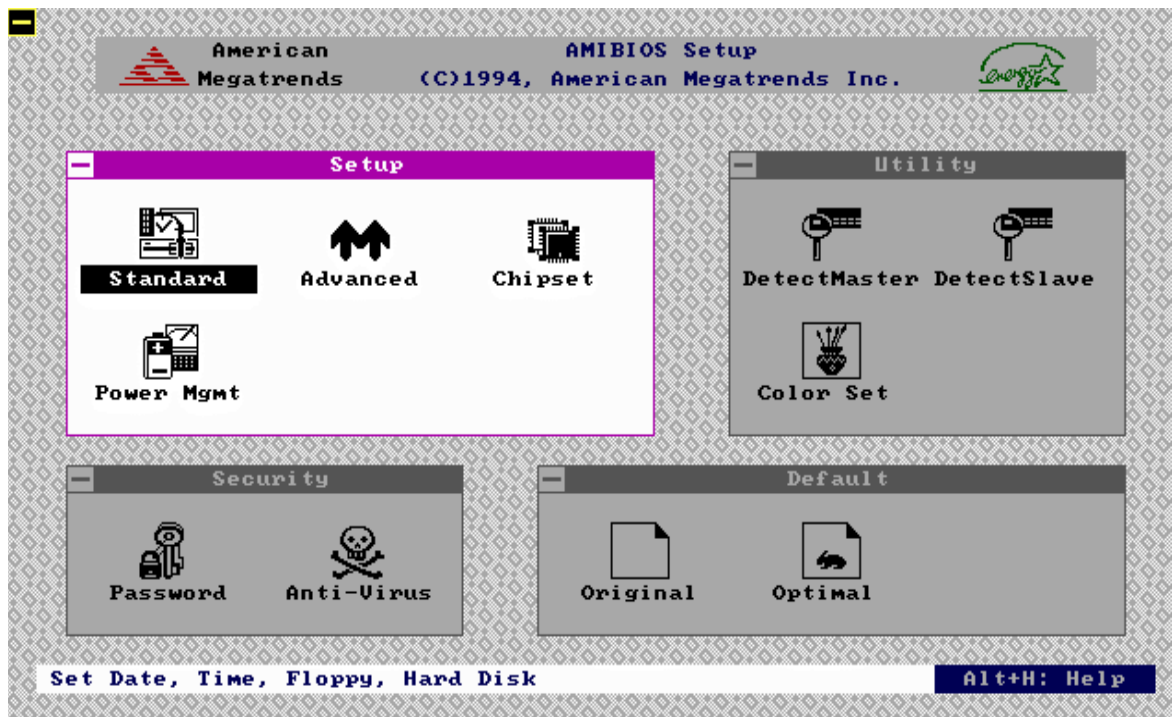 American Megatrends
AMIBIOS Setup
(C)1994, American Megatrends Inc.
energy
Setup
Standard
Advanced
Chipset
Power Mgmt
Utility
DetectMaster
DetectSlave
Color Set
Security
Password
Anti-Virus
Default
Original
Optimal
Set Date, Time, Floppy, Hard Disk
Alt+H: Help